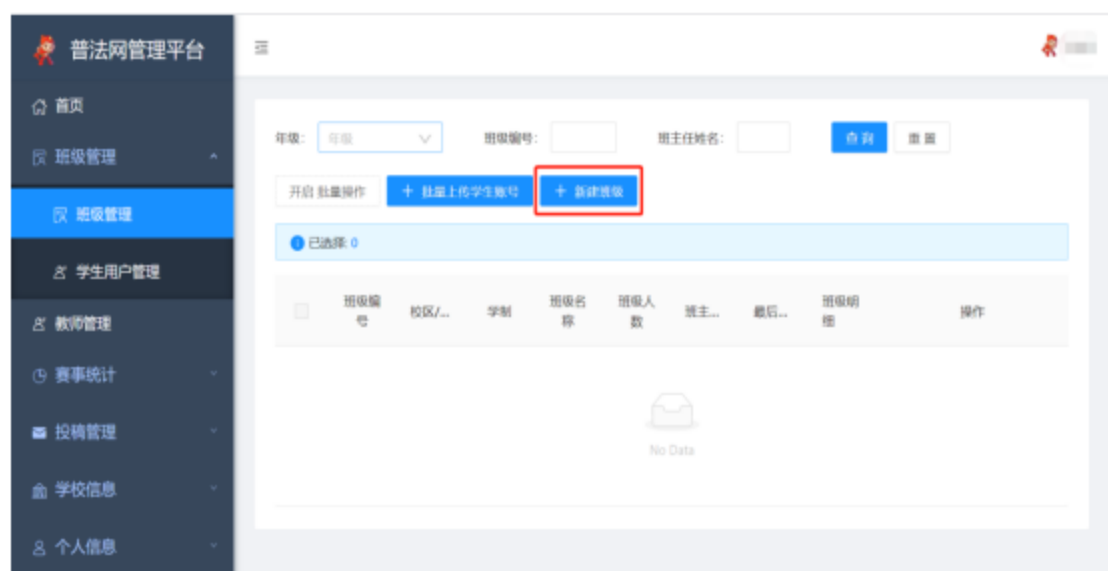 普法网管理平台
首页
班级管理
班级管理
学生用户管理
教师管理
赛事统计
投稿管理
学校信息
个人信息
年级: 年级 班级编号: 班主任姓名: 查 询 重 置
开启 批量操作 + 批量上传学生账号 + 新建班级
已选择: 0
班级编号 校区/... 学制 班级名称 班级人数 班主... 最后... 班级明细 操作
No Data